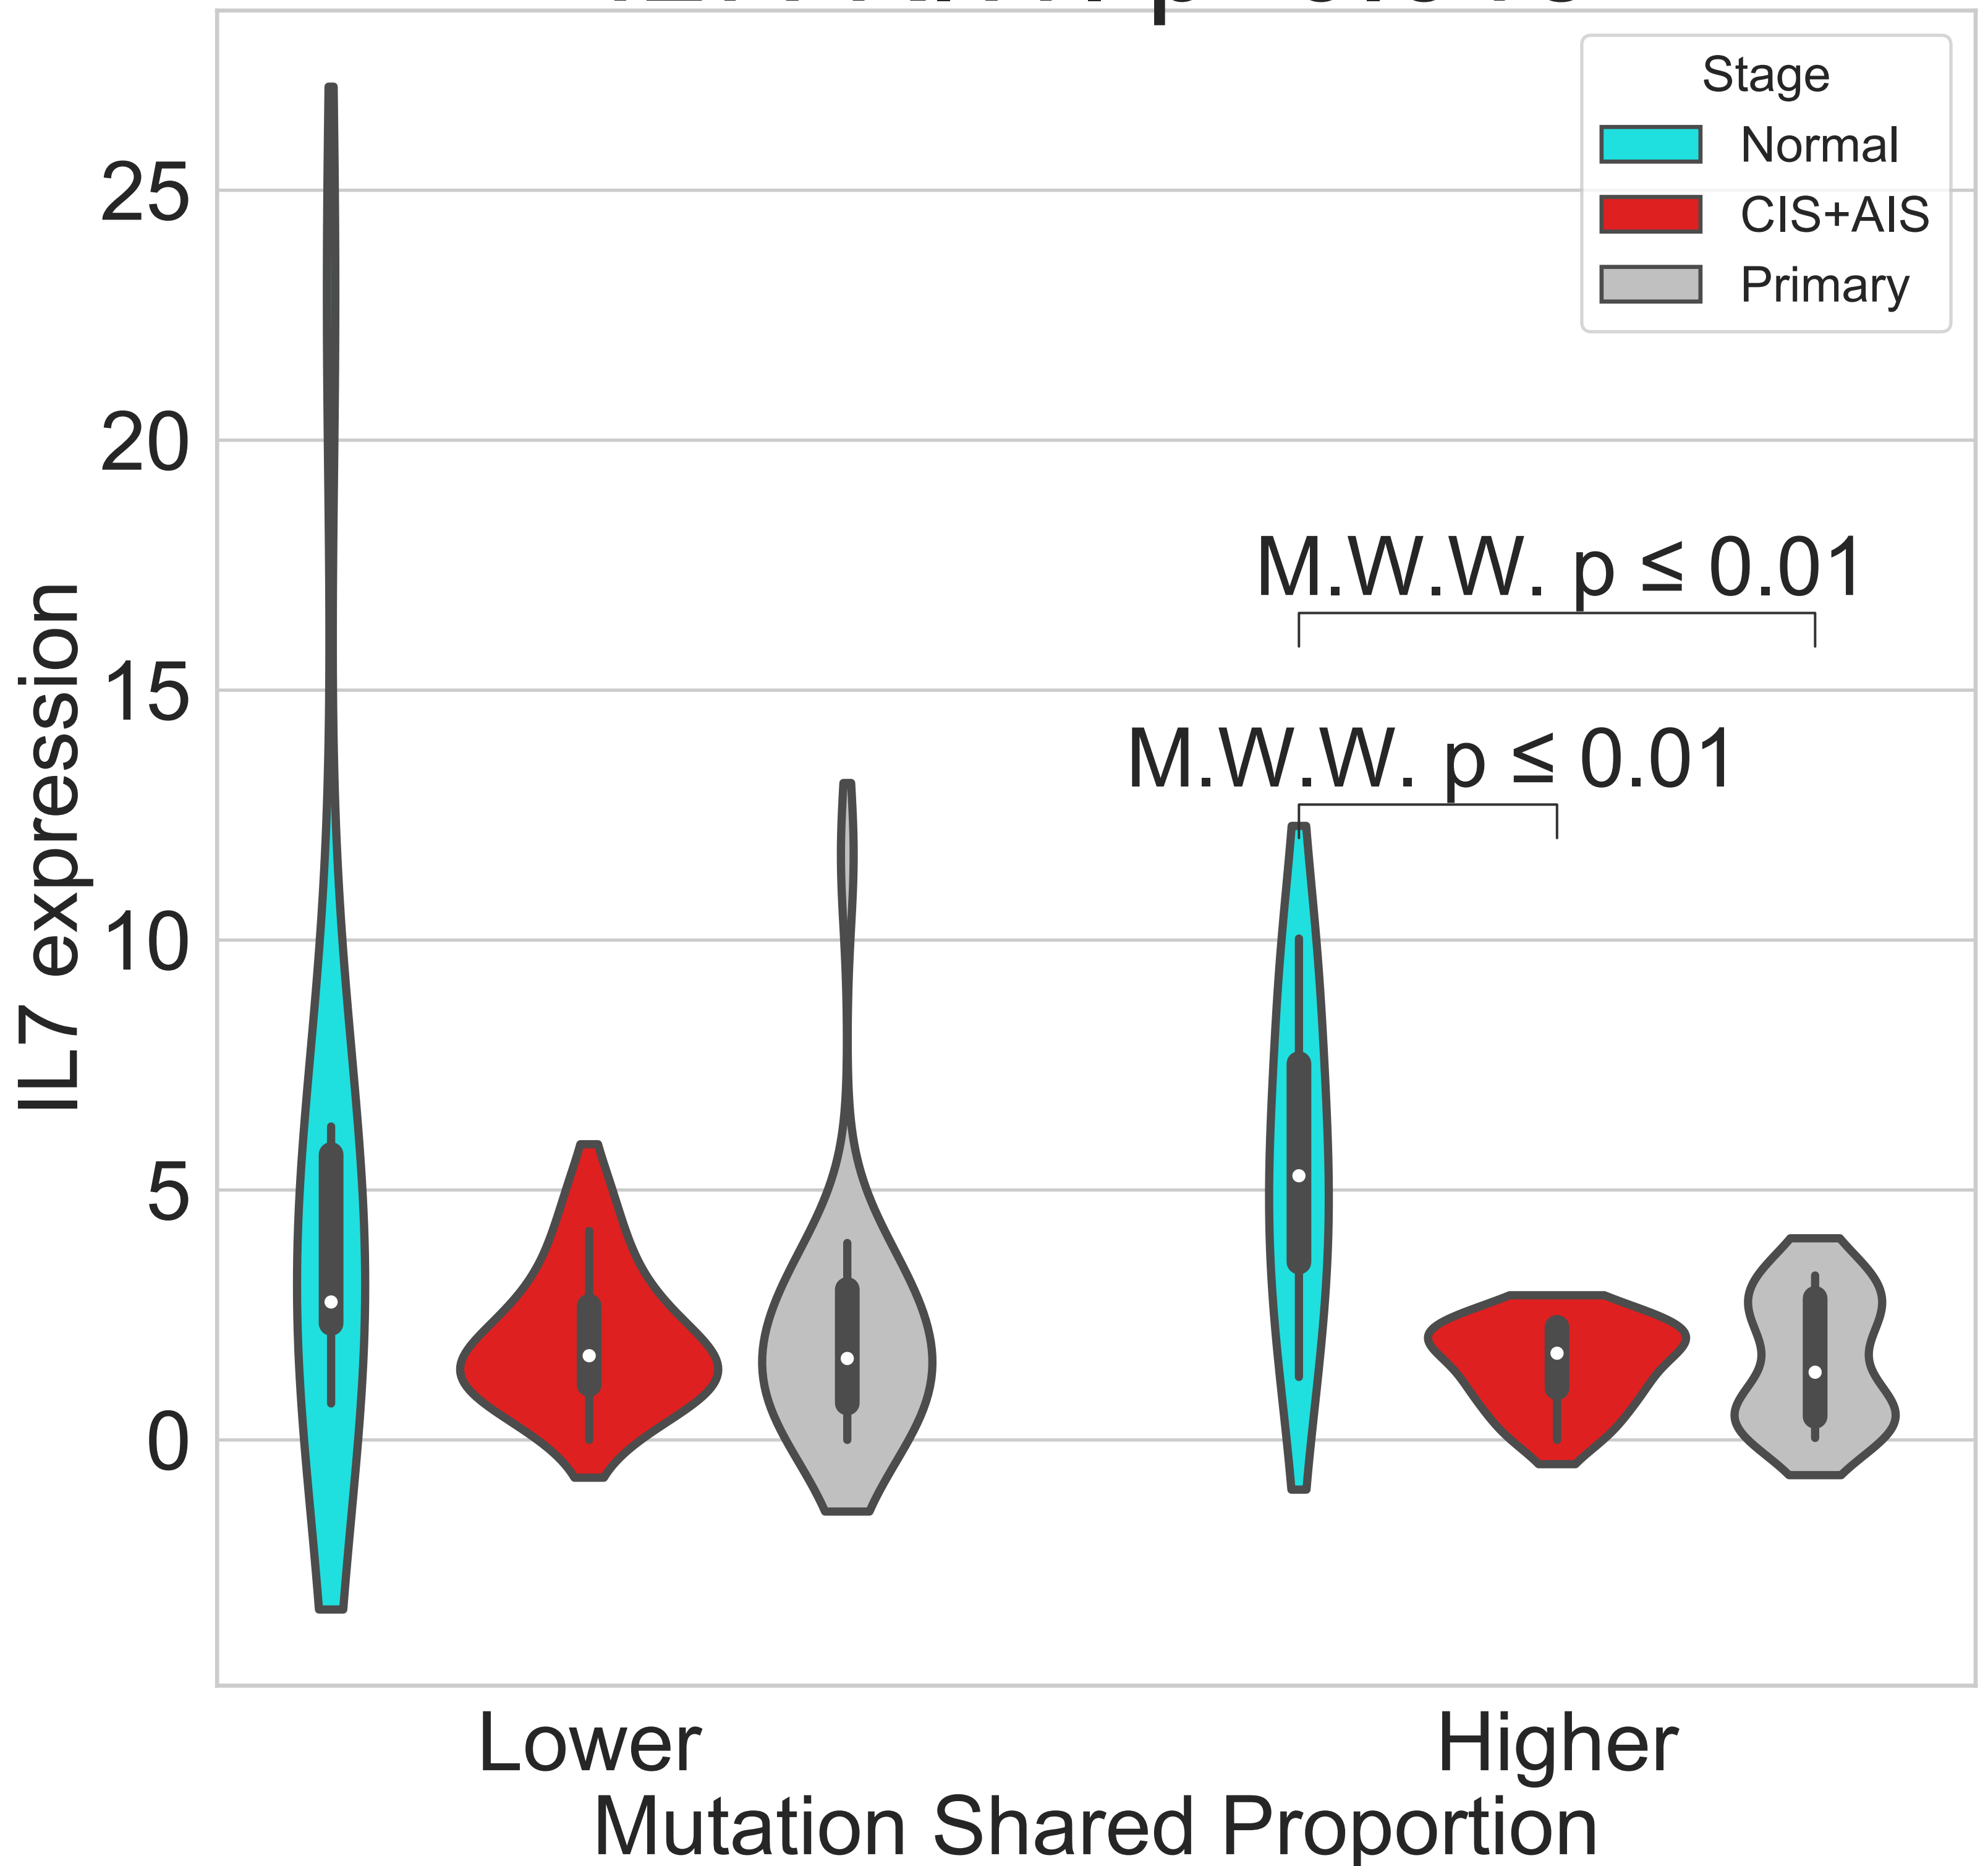 Stage
Normal
CIS+AIS
Primary
25
20
15
10
5
0
IL7 expression
M.W.W. p ≤ 0.01
M.W.W. p ≤ 0.01
Lower
Higher
Mutation Shared Proportion